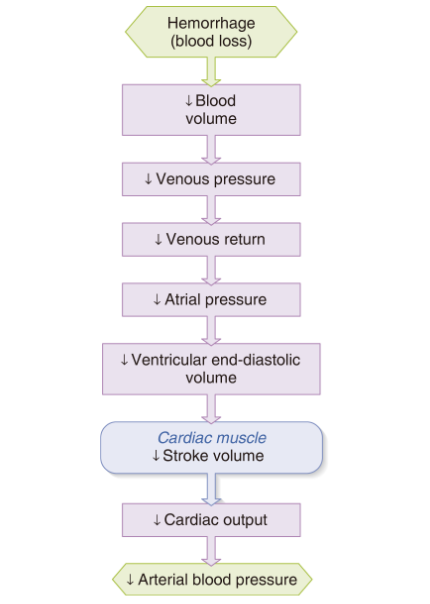 Hemorrhage
(blood loss)
↓Blood
volume
↓Venous pressure
↓Venous return
↓Atrial pressure
↓Ventricular end-diastolic
volume
Cardiac muscle
↓Stroke volume
↓Cardiac output
↓Arterial blood pressure